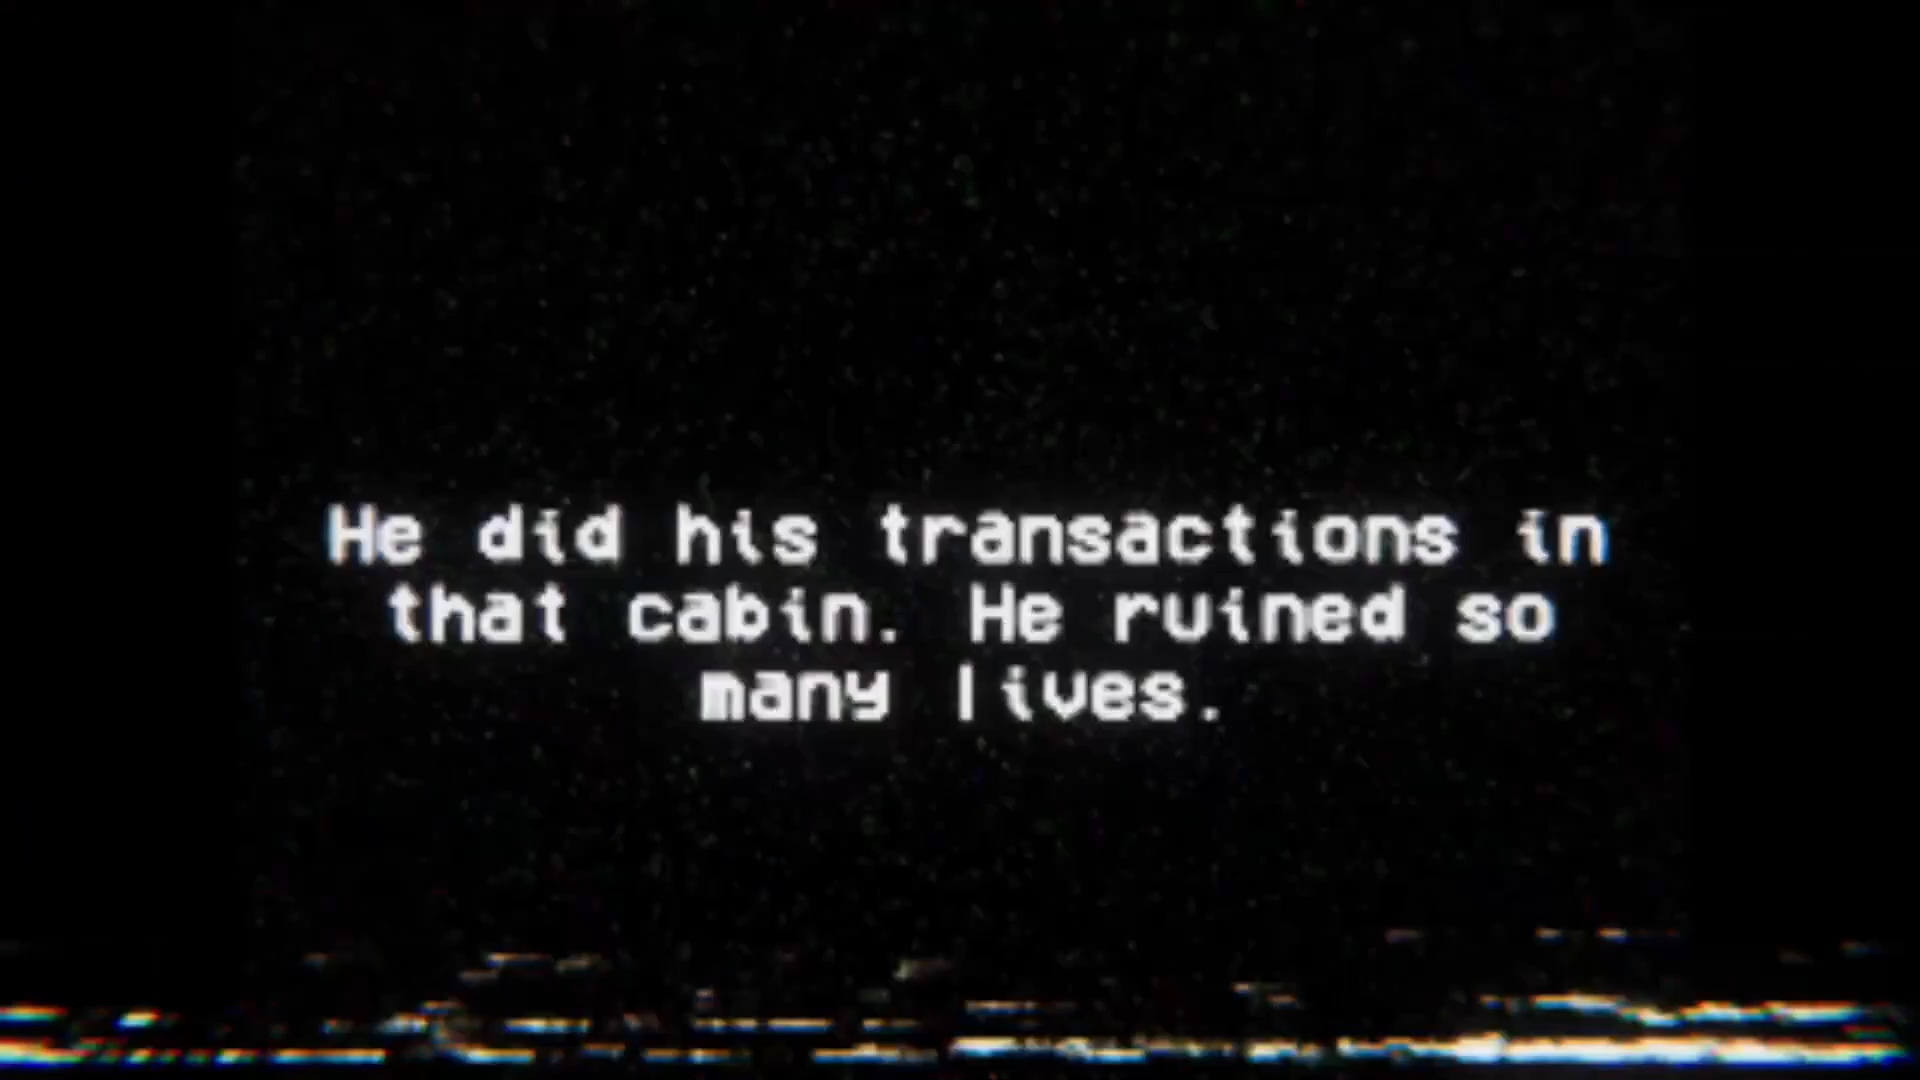 He did his transactions in
that cabin. He ruined so
many lives.